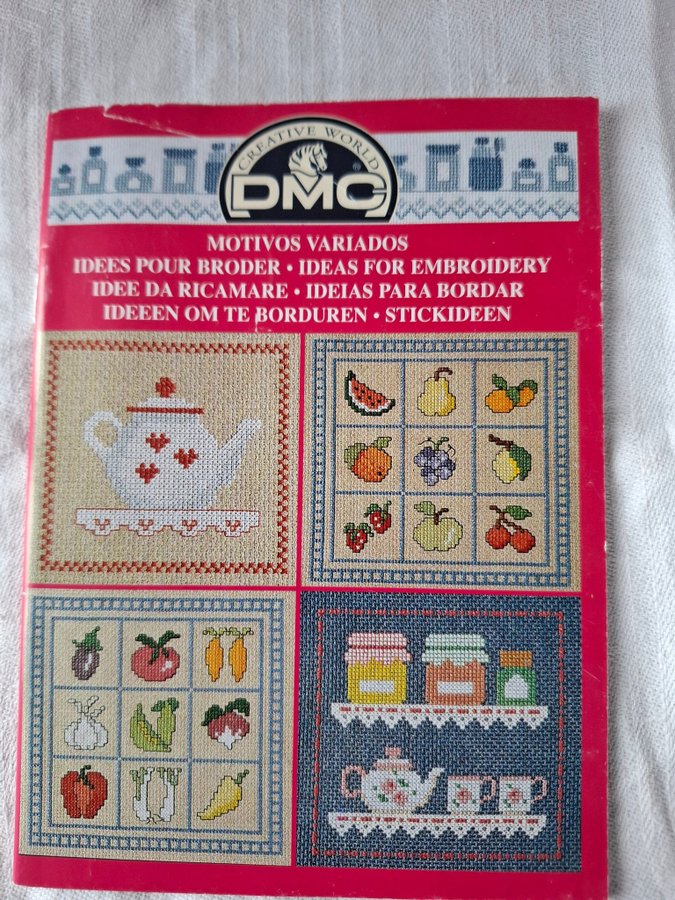 CREATIVE WORLD
DMC®
MOTIVOS VARIADOS
IDEES POUR BRODER • IDEAS FOR EMBROIDERY
IDEE DA RICAMARE • IDEIAS PARA BORDAR
IDEEEN OM TE BORDUREN • STICKIDEEN